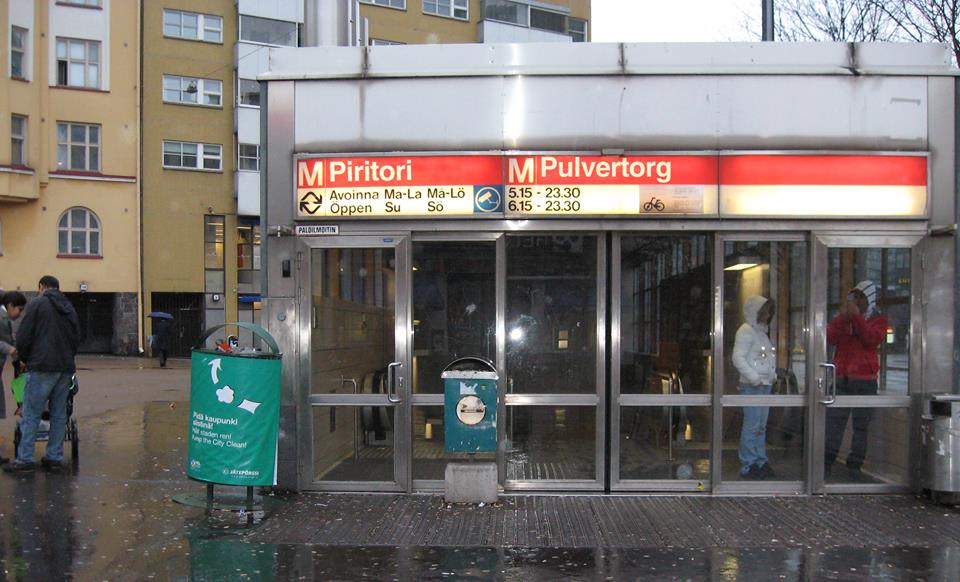 M Piritori
Avoinna Ma-La Må-Lö
Öppen Su Sö
M Pulvertorg
5.15 - 23.30
6.15 - 23.30
PALOILMOITIN
Pidä kaupunki
siistinä!
Håll staden ren!
Keep the City Clean!